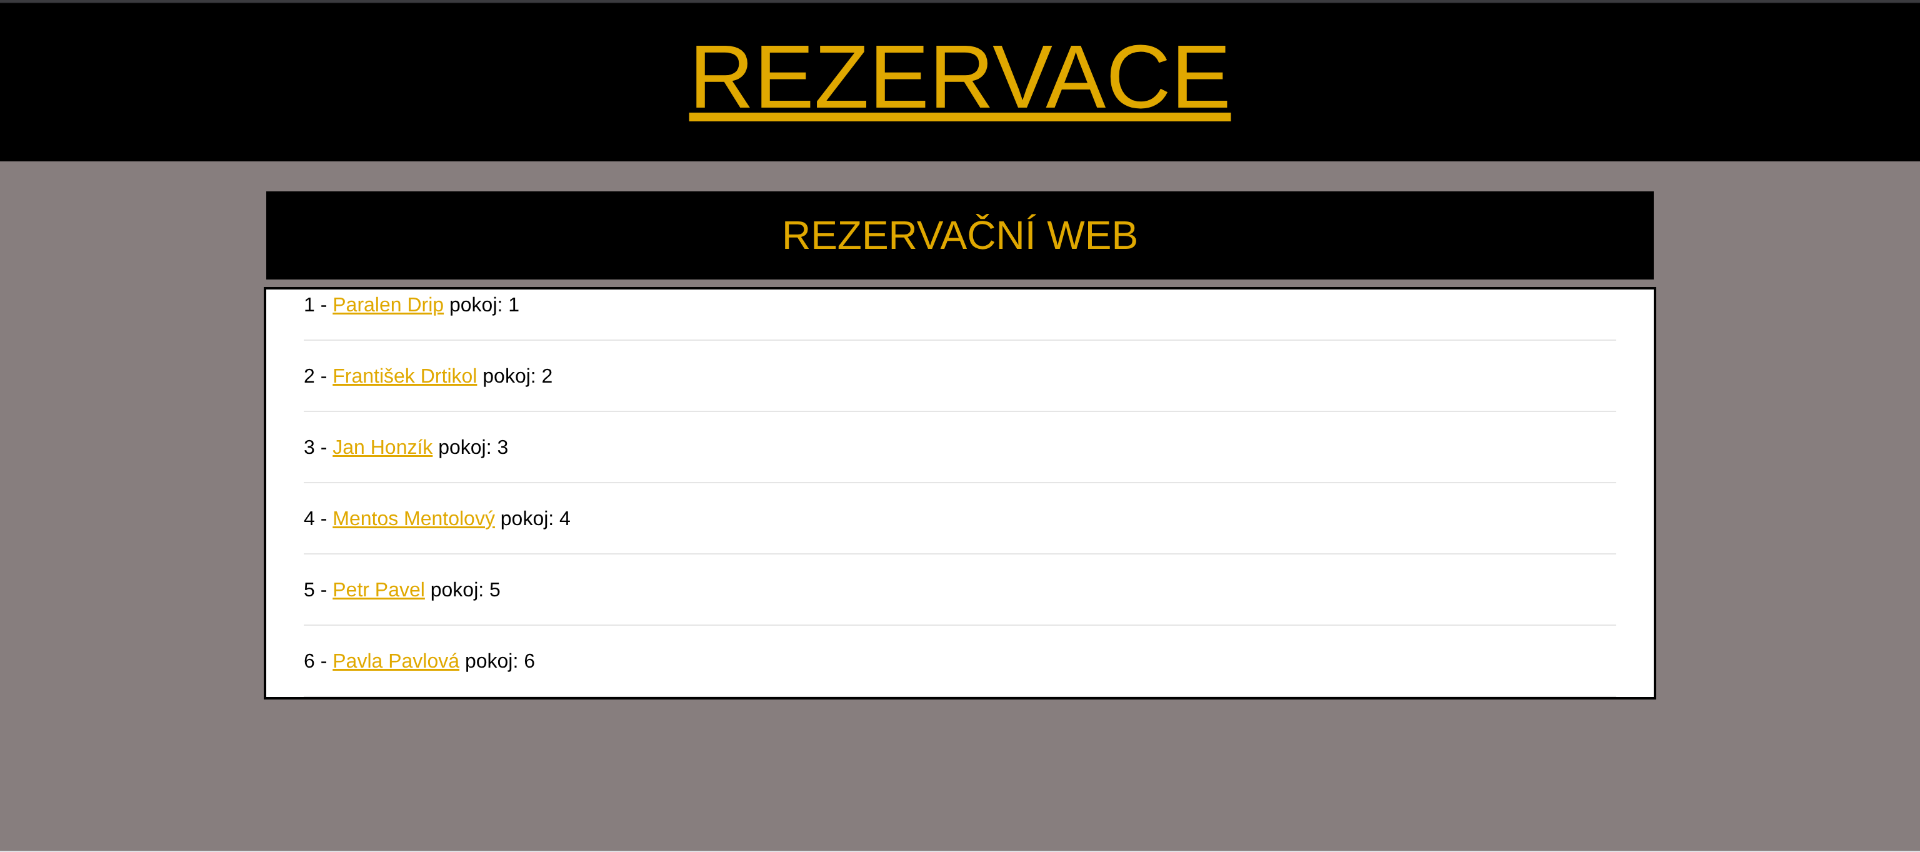 REZERVACE
REZERVAČNÍ WEB
1 - Paralen Drip pokoj: 1
2 - František Drtikol pokoj: 2
3 - Jan Honzík pokoj: 3
4 - Mentos Mentolový pokoj: 4
5 - Petr Pavel pokoj: 5
6 - Pavla Pavlová pokoj: 6